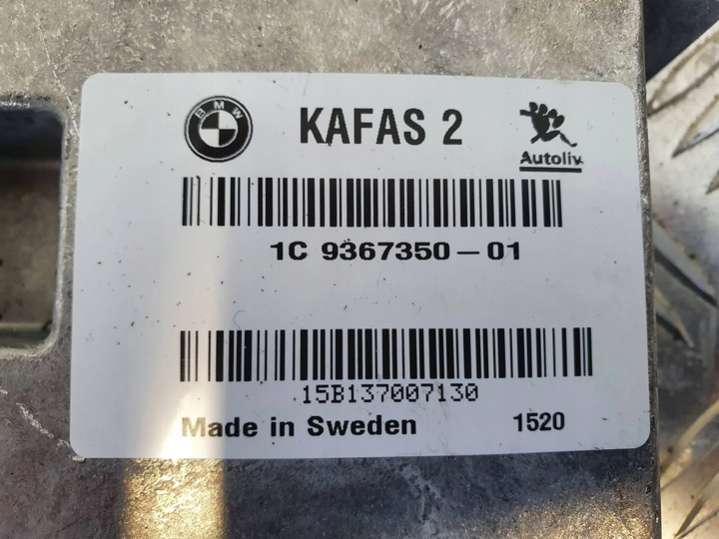 BMW
KAFAS 2
Autoliv
1C 9367350-01
15B137007130
Made in Sweden 1520